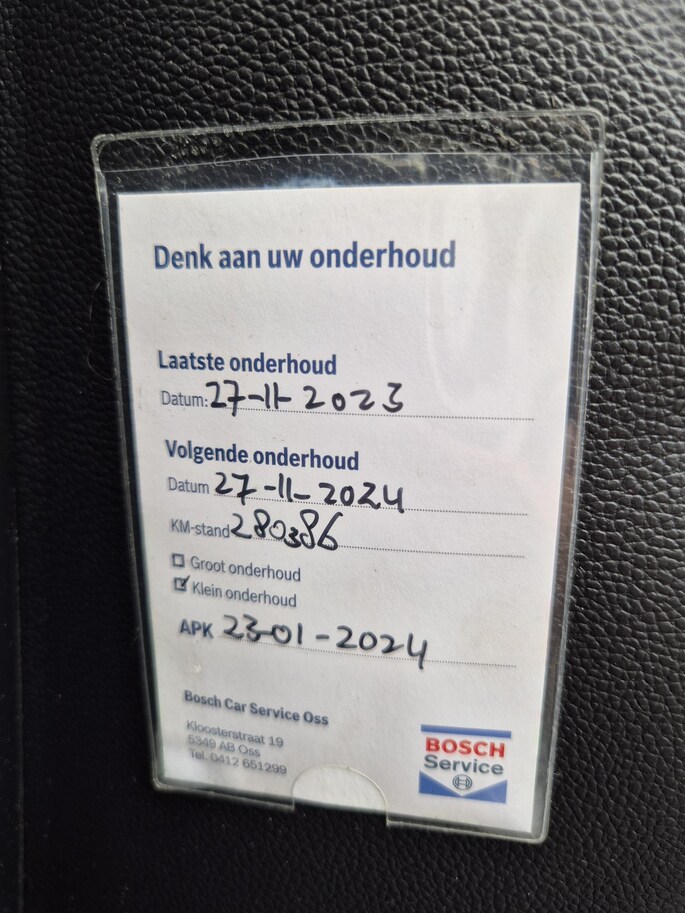 Denk aan uw onderhoud
Laatste onderhoud
Datum: 27-11-2023
Volgende onderhoud
Datum 27-11-2024
KM-stand 280386
Groot onderhoud
Klein onderhoud
APK 23-01-2024
Bosch Car Service Oss
Kloosterstraat 19
5349 AB Oss
Tel. 0412 651299
BOSCH
Service